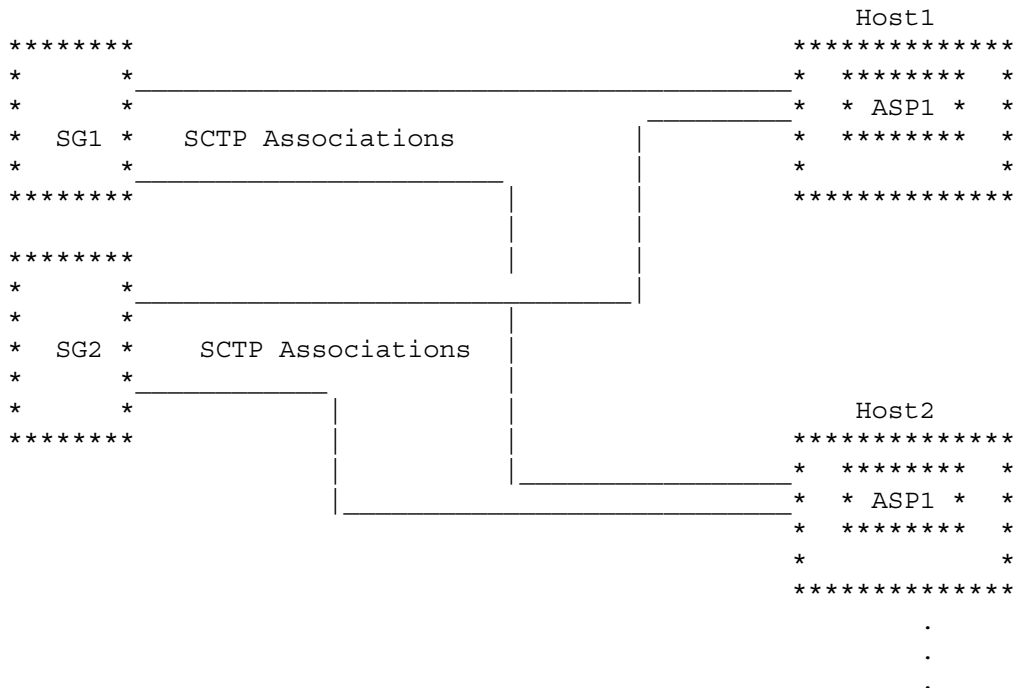 Host1
ASP1
SG1 SCTP Associations
SG2 SCTP Associations
Host2
ASP1
.
.
.